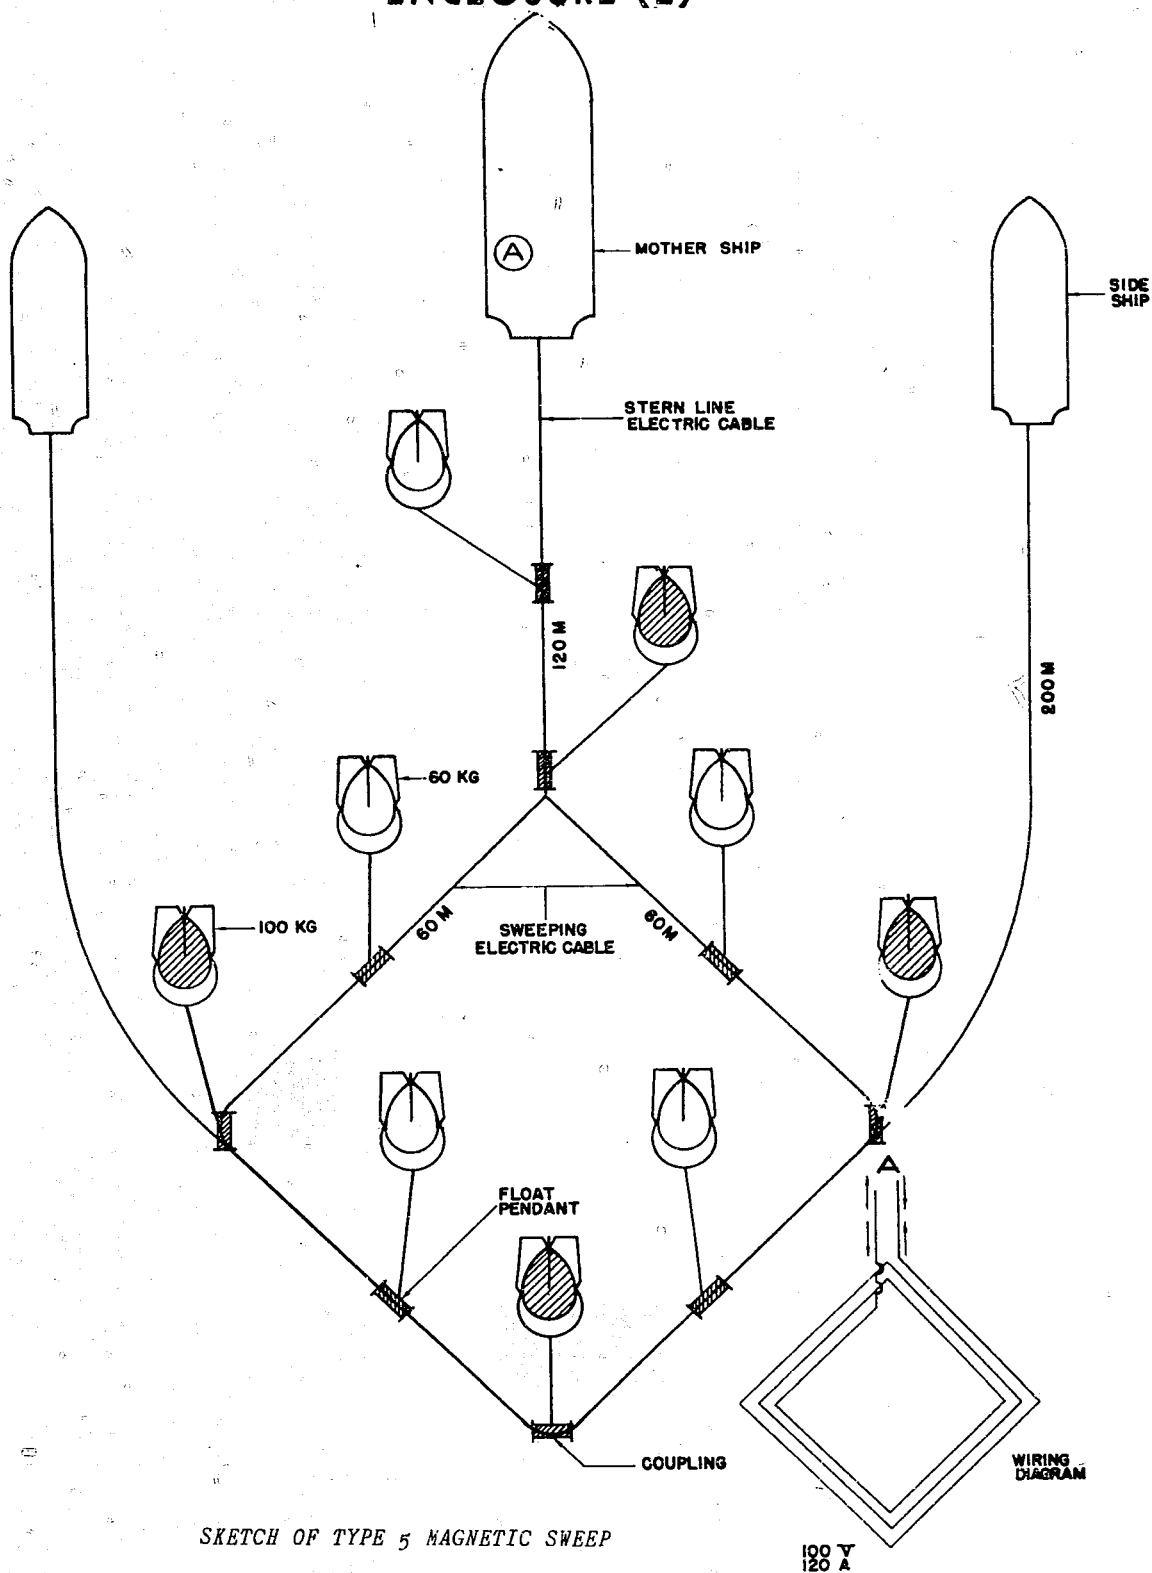 ENCLOSURE
A
MOTHER SHIP
SIDE
SHIP
STERN LINE
ELECTRIC CABLE
120 M
200 M
60 KG
60 M
60 M
SWEEPING
ELECTRIC CABLE
100 KG
FLOAT
PENDANT
A
COUPLING
WIRING
DIAGRAM
SKETCH OF TYPE 5 MAGNETIC SWEEP
100 V
120 A